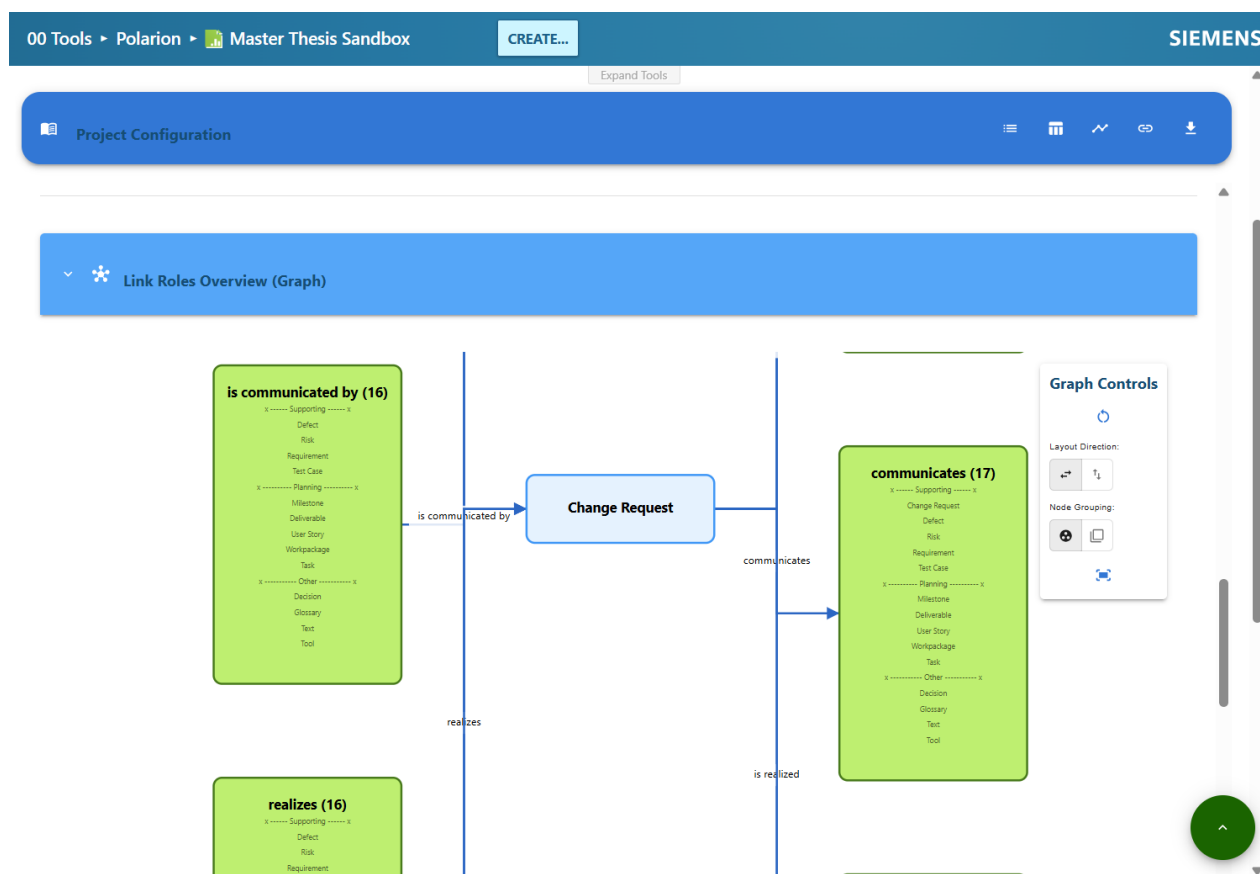 00 Tools ▸ Polarion ▸ Master Thesis Sandbox
CREATE...
SIEMENS
Expand Tools
Project Configuration
Link Roles Overview (Graph)
is communicated by (16)
x ------ Supporting ------ x
Defect
Risk
Requirement
Test Case
x ---------- Planning ---------- x
Milestone
Deliverable
User Story
Workpackage
Task
x ----------- Other ----------- x
Decision
Glossary
Text
Tool
is communicated by
realizes
realizes (16)
x ------ Supporting ------ x
Defect
Risk
Requirement
Change Request
communicates
is realized
communicates (17)
x ------ Supporting ------ x
Change Request
Defect
Risk
Requirement
Test Case
x ---------- Planning ---------- x
Milestone
Deliverable
User Story
Workpackage
Task
x ----------- Other ----------- x
Decision
Glossary
Text
Tool
Graph Controls
Layout Direction:
Node Grouping: